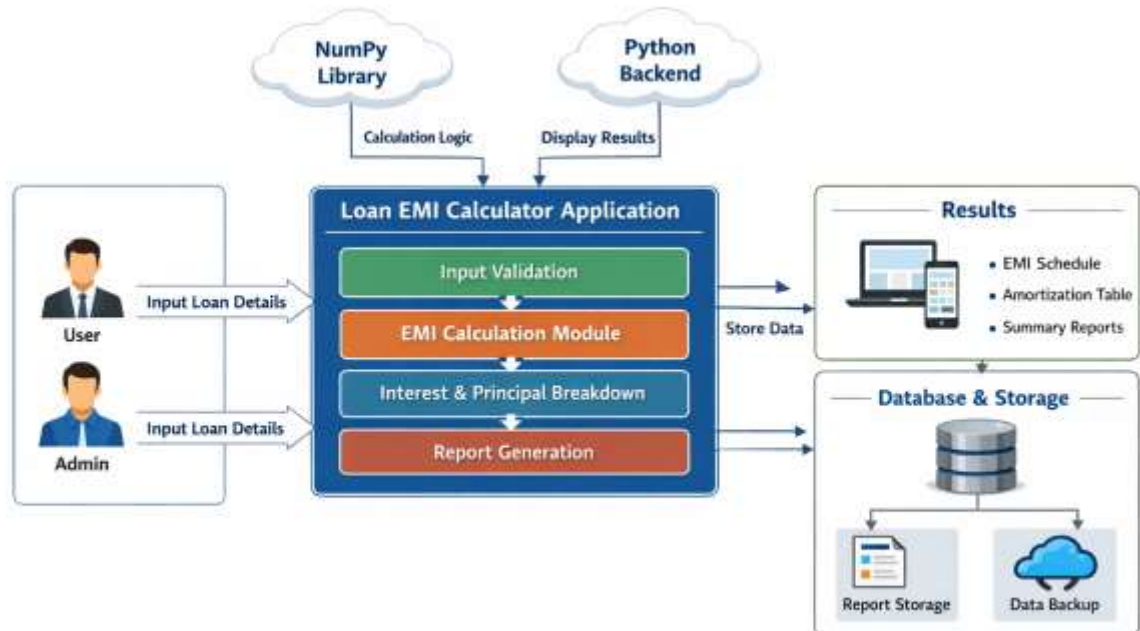 NumPy
Library
Python
Backend
Calculation Logic
Display Results
User
Admin
Input Loan Details
Input Loan Details
Loan EMI Calculator Application
Input Validation
EMI Calculation Module
Interest & Principal Breakdown
Report Generation
Store Data
Results
• EMI Schedule
• Amortization Table
• Summary Reports
Database & Storage
Report Storage
Data Backup